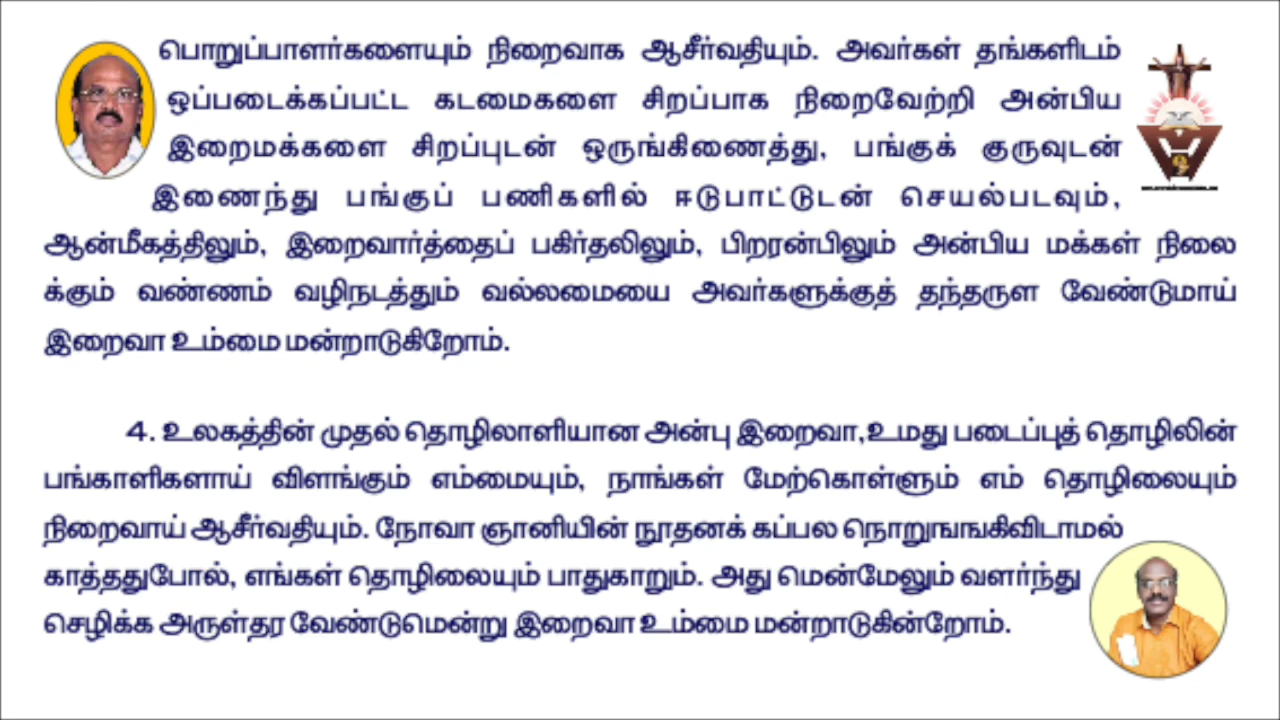 பொறுப்பாளர்களையும் நிறைவாக ஆசீர்வதியும். அவர்கள் தங்களிடம்
ஒப்படைக்கப்பட்ட கடமைகளை சிறப்பாக நிறைவேற்றி அன்பிய
இறைமக்களை சிறப்புடன் ஒருங்கிணைத்து, பங்குக் குருவுடன்
இணைந்து பங்குப் பணிகளில் ஈடுபாட்டுடன் செயல்படவும்,
ஆன்மீகத்திலும், இறைவார்த்தைப் பகிர்தலிலும், பிறரன்பிலும் அன்பிய மக்கள் நிலை
க்கும் வண்ணம் வழிநடத்தும் வல்லமையை அவர்களுக்குத் தந்தருள வேண்டுமாய்
இறைவா உம்மை மன்றாடுகிறோம்.
4. உலகத்தின் முதல் தொழிலாளியான அன்பு இறைவா,உமது படைப்புத் தொழிலின்
பங்காளிகளாய் விளங்கும் எம்மையும், நாங்கள் மேற்கொள்ளும் எம் தொழிலையும்
நிறைவாய் ஆசீர்வதியும். நோவா ஞானியின் நூதனக் கப்பல நொறுஙஙகிவிடாமல்
காத்ததுபோல், எங்கள் தொழிலையும் பாதுகாறும். அது மென்மேலும் வளர்ந்து
செழிக்க அருள்தர வேண்டுமென்று இறைவா உம்மை மன்றாடுகின்றோம்.